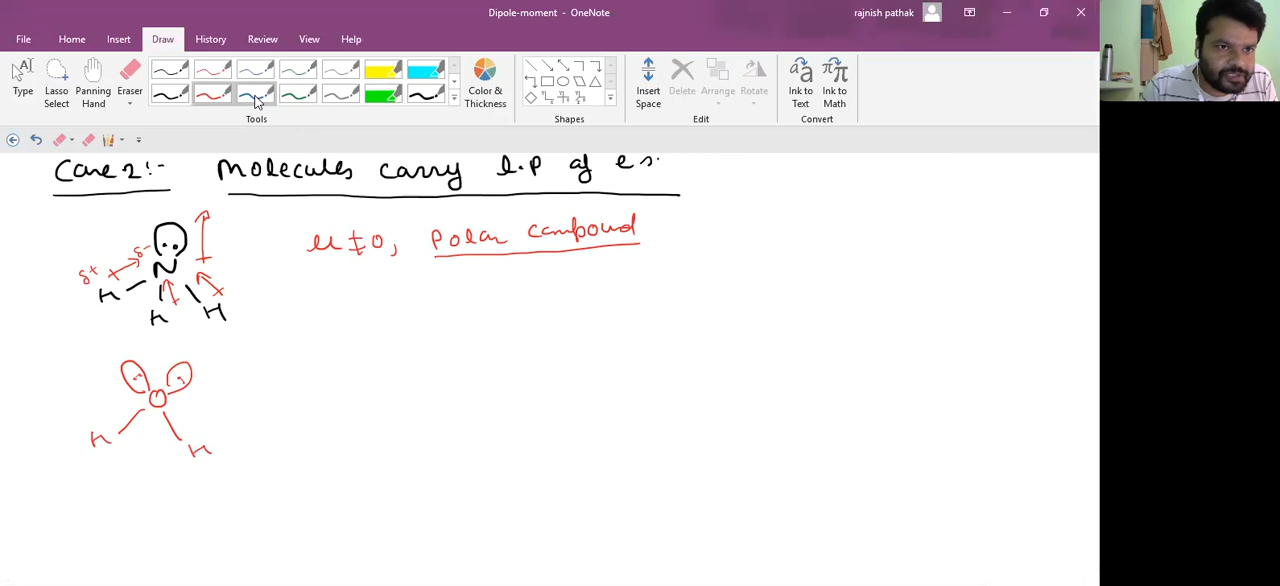 Dipole-moment - OneNote
rajnish pathak
File Home Insert Draw View History Review View Help
Type
Lasso Select
Panning Hand
Eraser
Color & Thickness
Insert Space
Delete
Arrange
Rotate
Ink to Text
Ink to Math
Tools
Shapes
Edit
Convert
Case 2:- Molecules carry l.p of es.
μ ≠ 0, Polar compound
δ-
δ+
N
H
H
H
O
H
H